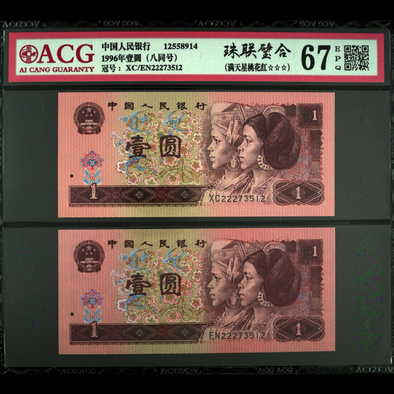 ACG
AI CANG GUARANTY
中国人民银行 12558914
1996年壹圆（八同号）
冠号：XC/EN22273512
珠联璧合
（满天星桃花红☆☆☆）
67
E
P
Q
中国人民银行
1
壹圆
1
XC22273512
中国人民银行
1
壹圆
1
EN22273512